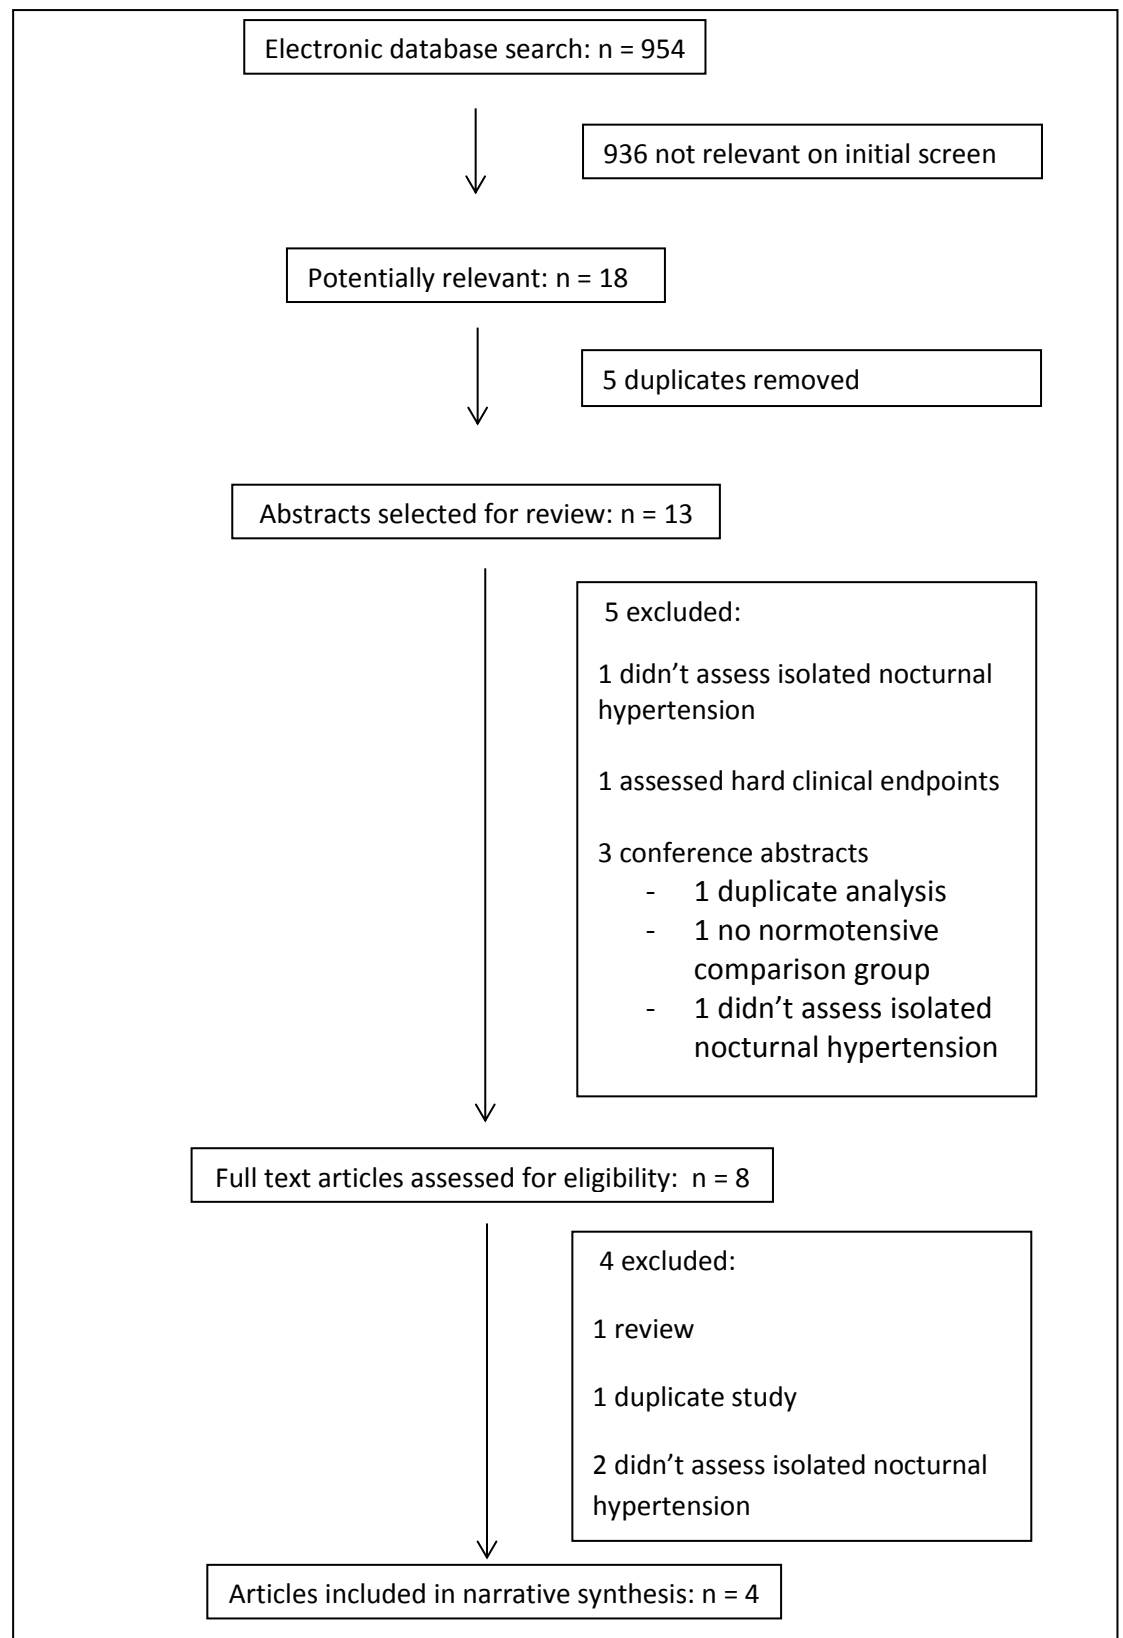 Electronic database search: n = 954
936 not relevant on initial screen
Potentially relevant: n = 18
5 duplicates removed
Abstracts selected for review: n = 13
5 excluded:
1 didn’t assess isolated nocturnal
hypertension
1 assessed hard clinical endpoints
3 conference abstracts
- 1 duplicate analysis
- 1 no normotensive
comparison group
- 1 didn’t assess isolated
nocturnal hypertension
Full text articles assessed for eligibility: n = 8
4 excluded:
1 review
1 duplicate study
2 didn’t assess isolated nocturnal
hypertension
Articles included in narrative synthesis: n = 4